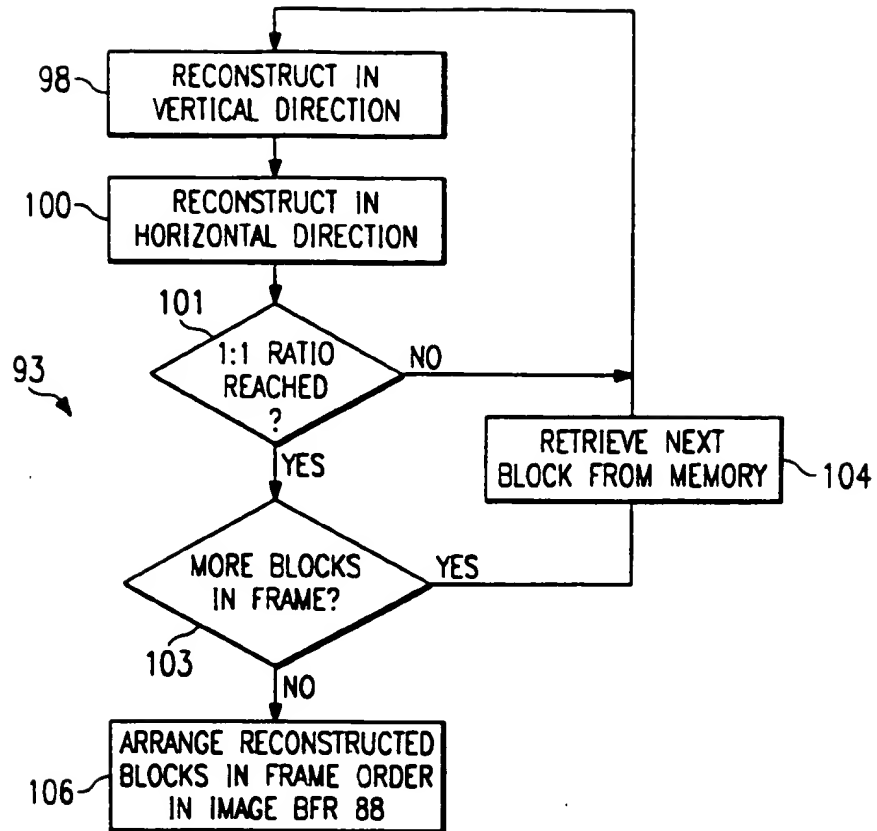 98
RECONSTRUCT IN
VERTICAL DIRECTION
100
RECONSTRUCT IN
HORIZONTAL DIRECTION
101
1:1 RATIO
REACHED
?
NO
93
YES
RETRIEVE NEXT
BLOCK FROM MEMORY
104
MORE BLOCKS
IN FRAME?
YES
103
NO
ARRANGE RECONSTRUCTED
BLOCKS IN FRAME ORDER
IN IMAGE BFR 88
106